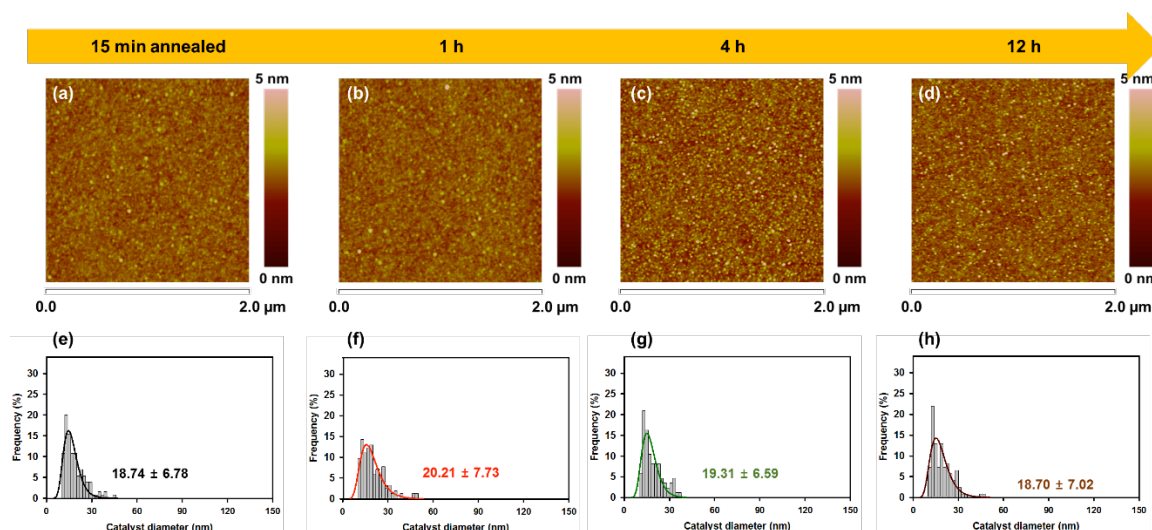 15 min annealed 1 h 4 h 12 h
(a) 5 nm (b) 5 nm (c) 5 nm (d) 5 nm
0 nm 0 nm 0 nm 0 nm
0.0 2.0 µm 0.0 2.0 µm 0.0 2.0 µm 0.0 2.0 µm
(e) (f) (g) (h)
Frequency (%) 30 25 20 15 10 5 0
18.74 ± 6.78
0 30 60 90 120 150
Catalyst diameter (nm)
Frequency (%) 30 25 20 15 10 5 0
20.21 ± 7.73
0 30 60 90 120 150
Catalyst diameter (nm)
Frequency (%) 30 25 20 15 10 5 0
19.31 ± 6.59
0 30 60 90 120 150
Catalyst diameter (nm)
Frequency (%) 30 25 20 15 10 5 0
18.70 ± 7.02
0 30 60 90 120 150
Catalyst diameter (nm)